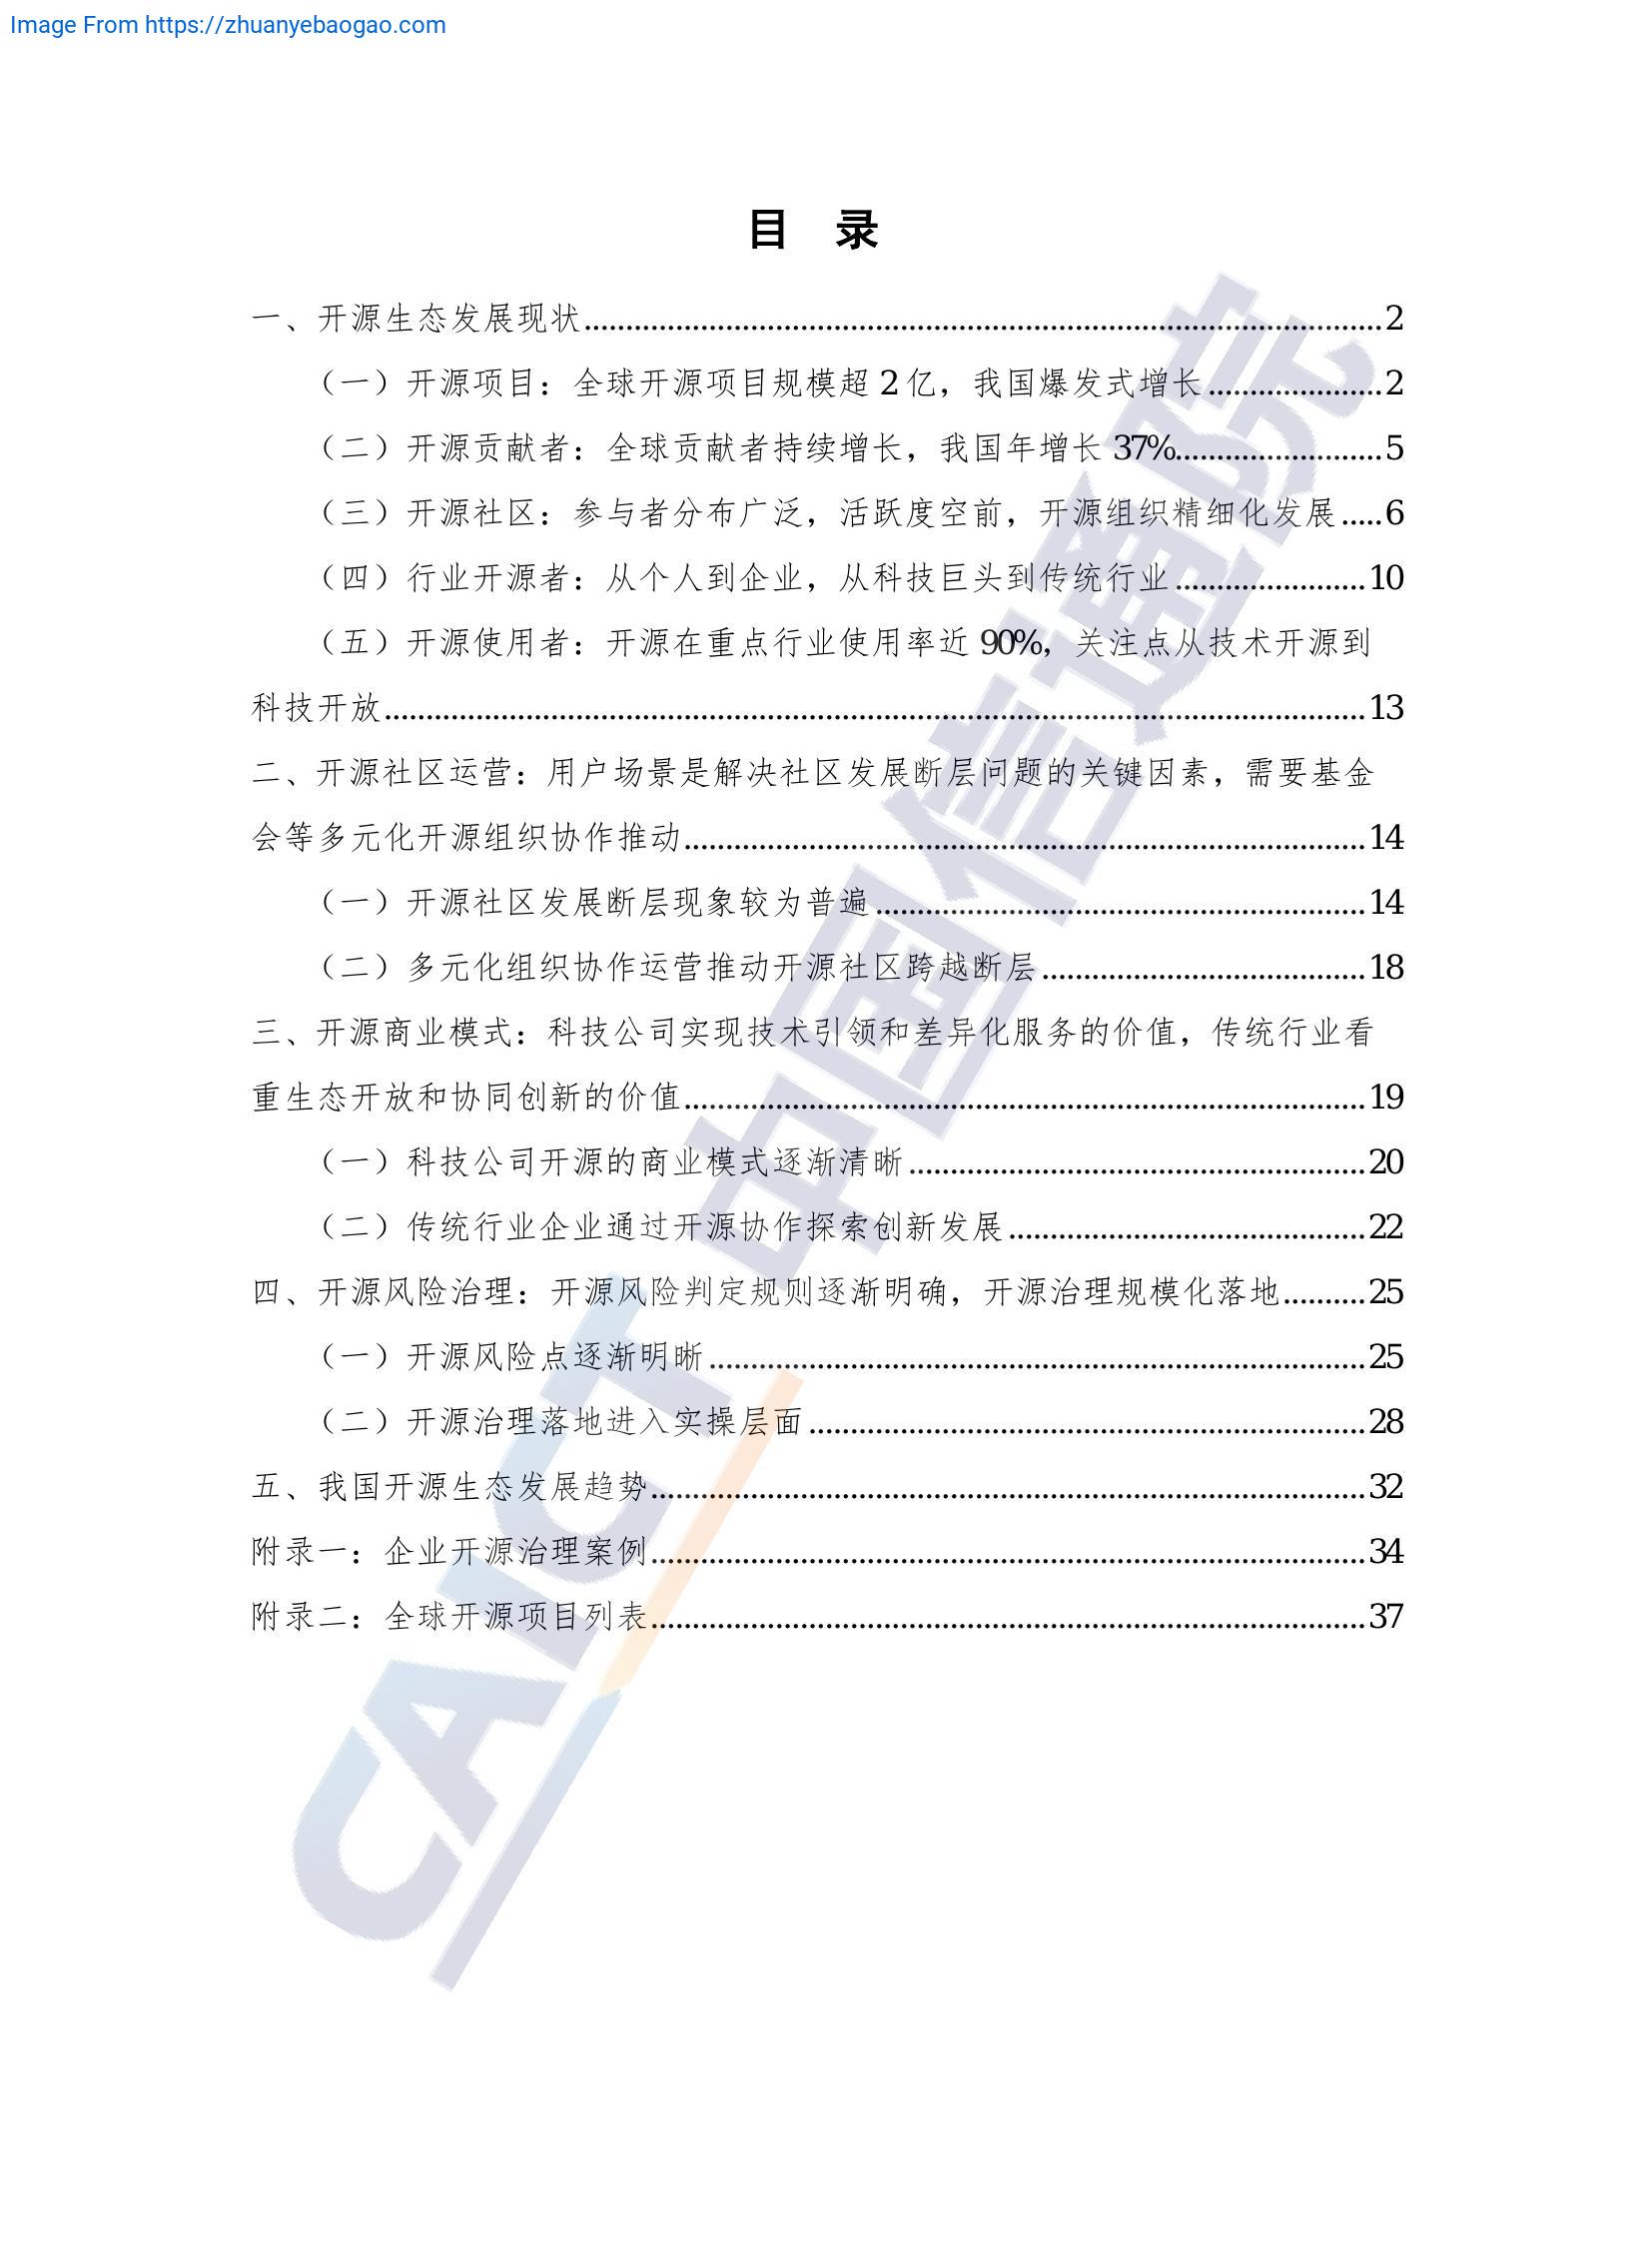 Image From https://zhuanyebaogao.com
目 录
一、开源生态发展现状................2
（一）开源项目：全球开源项目规模超 2 亿，我国爆发式增长................2
（二）开源贡献者：全球贡献者持续增长，我国年增长 37%................5
（三）开源社区：参与者分布广泛，活跃度空前，开源组织精细化发展.....6
（四）行业开源者：从个人到企业，从科技巨头到传统行业................10
（五）开源使用者：开源在重点行业使用率近 90%，关注点从技术开源到
科技开放................13
二、开源社区运营：用户场景是解决社区发展断层问题的关键因素，需要基金
会等多元化开源组织协作推动................14
（一）开源社区发展断层现象较为普遍................14
（二）多元化组织协作运营推动开源社区跨越断层................18
三、开源商业模式：科技公司实现技术引领和差异化服务的价值，传统行业看
重生态开放和协同创新的价值................19
（一）科技公司开源的商业模式逐渐清晰................20
（二）传统行业企业通过开源协作探索创新发展................22
四、开源风险治理：开源风险判定规则逐渐明确，开源治理规模化落地..........25
（一）开源风险点逐渐明晰................25
（二）开源治理落地进入实操层面................28
五、我国开源生态发展趋势................32
附录一：企业开源治理案例................34
附录二：全球开源项目列表................37
CAICT 中国信通院